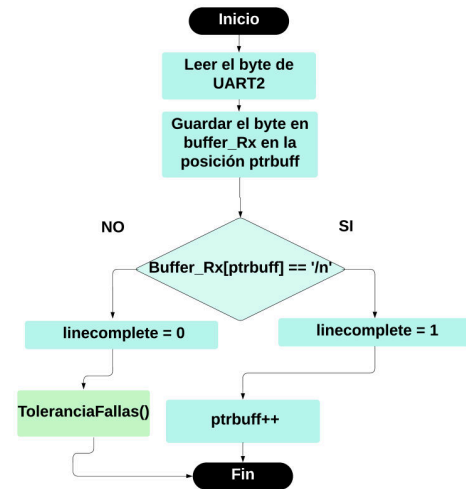 Inicio
Leer el byte de
UART2
Guardar el byte en
buffer_Rx en la
posición ptrbuff
NO
SI
Buffer_Rx[ptrbuff] == '/n'
linecomplete = 0
linecomplete = 1
ToleranciaFallas()
ptrbuff++
Fin